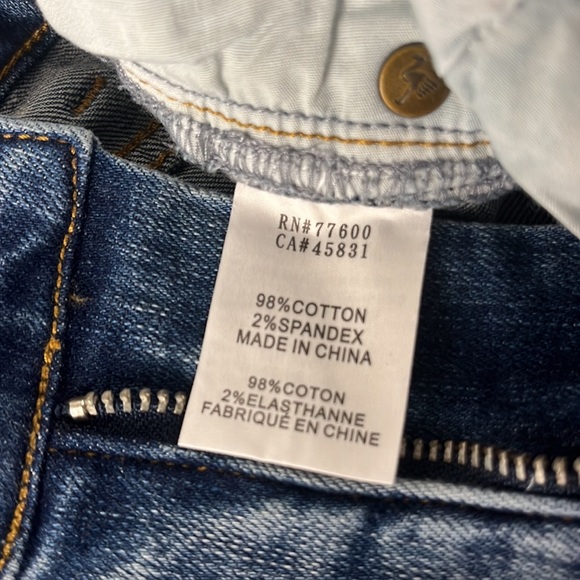 RN#77600
CA#45831
98%COTTON
2%SPANDEX
MADE IN CHINA
98%COTON
2%ELASTHANNE
FABRIQUÉ EN CHINE